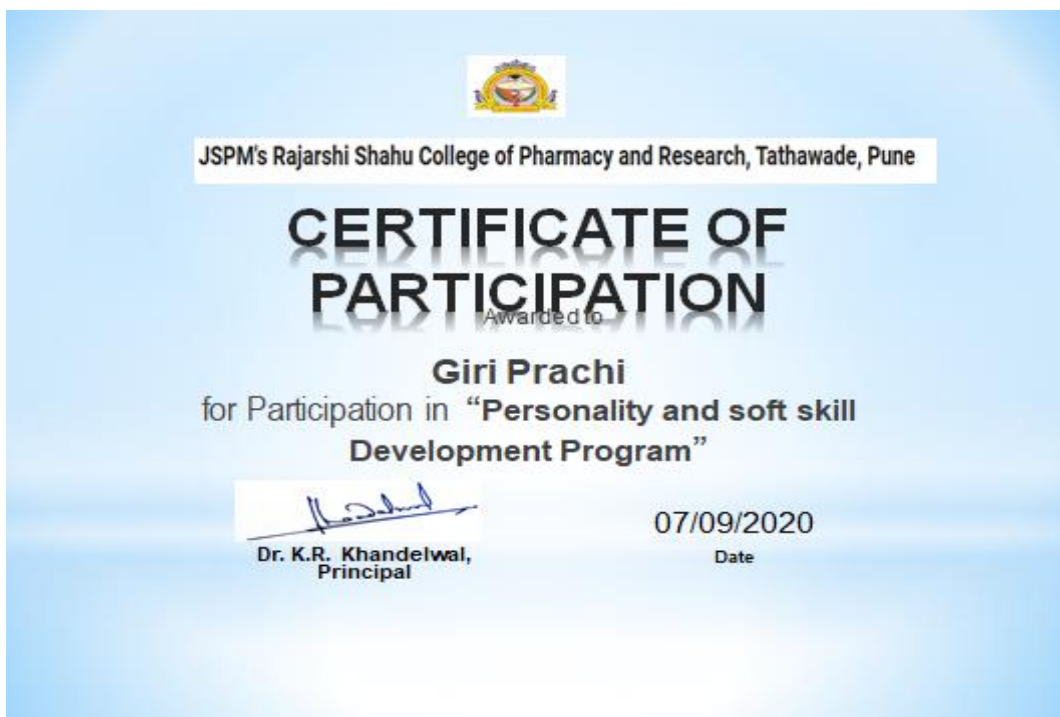 JSPM's Rajarshi Shahu College of Pharmacy and Research, Tathawade, Pune
CERTIFICATE OF
PARTICIPATION
Awarded to
Giri Prachi
for Participation in “Personality and soft skill
Development Program”
Dr. K.R. Khandelwal,
Principal
07/09/2020
Date